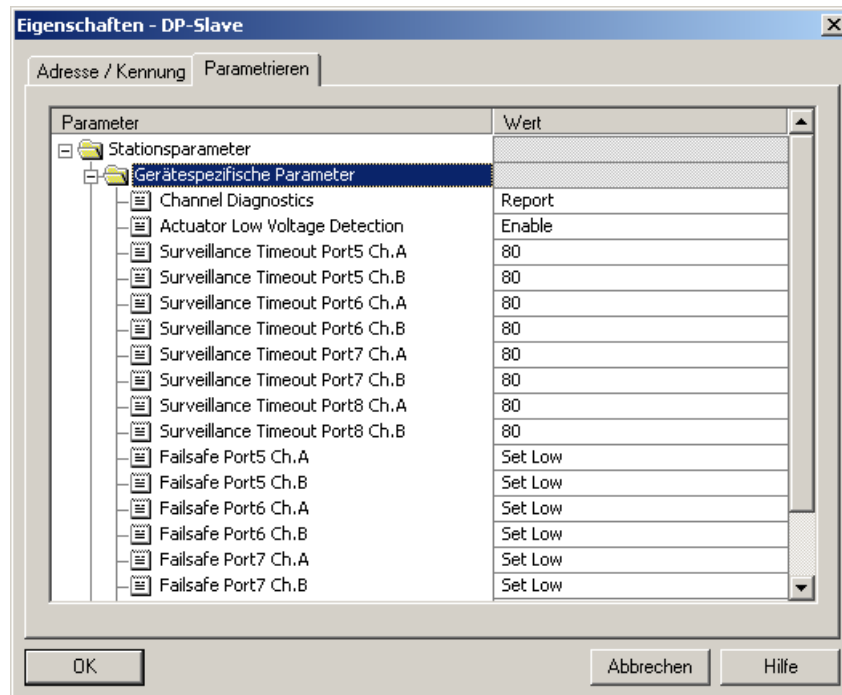 Eigenschaften - DP-Slave
Adresse / Kennung Parametrieren
Parameter Wert
Stationsparameter
Gerätespezifische Parameter
Channel Diagnostics Report
Actuator Low Voltage Detection Enable
Surveillance Timeout Port5 Ch.A 80
Surveillance Timeout Port5 Ch.B 80
Surveillance Timeout Port6 Ch.A 80
Surveillance Timeout Port6 Ch.B 80
Surveillance Timeout Port7 Ch.A 80
Surveillance Timeout Port7 Ch.B 80
Surveillance Timeout Port8 Ch.A 80
Surveillance Timeout Port8 Ch.B 80
Failsafe Port5 Ch.A Set Low
Failsafe Port5 Ch.B Set Low
Failsafe Port6 Ch.A Set Low
Failsafe Port6 Ch.B Set Low
Failsafe Port7 Ch.A Set Low
Failsafe Port7 Ch.B Set Low
OK Abbrechen Hilfe